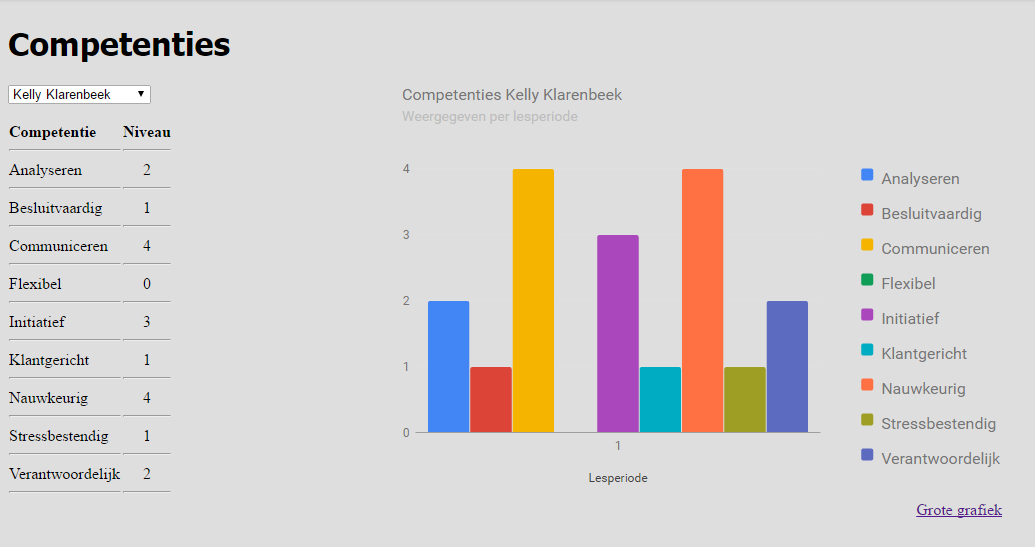 Competenties
Kelly Klarenbeek
Competentie Niveau
Analyseren 2
Besluitvaardig 1
Communiceren 4
Flexibel 0
Initiatief 3
Klantgericht 1
Nauwkeurig 4
Stressbestendig 1
Verantwoordelijk 2
Competenties Kelly Klarenbeek
Weergegeven per lesperiode
4
3
2
1
0
1
Lesperiode
Analyseren
Besluitvaardig
Communiceren
Flexibel
Initiatief
Klantgericht
Nauwkeurig
Stressbestendig
Verantwoordelijk
Grote grafiek